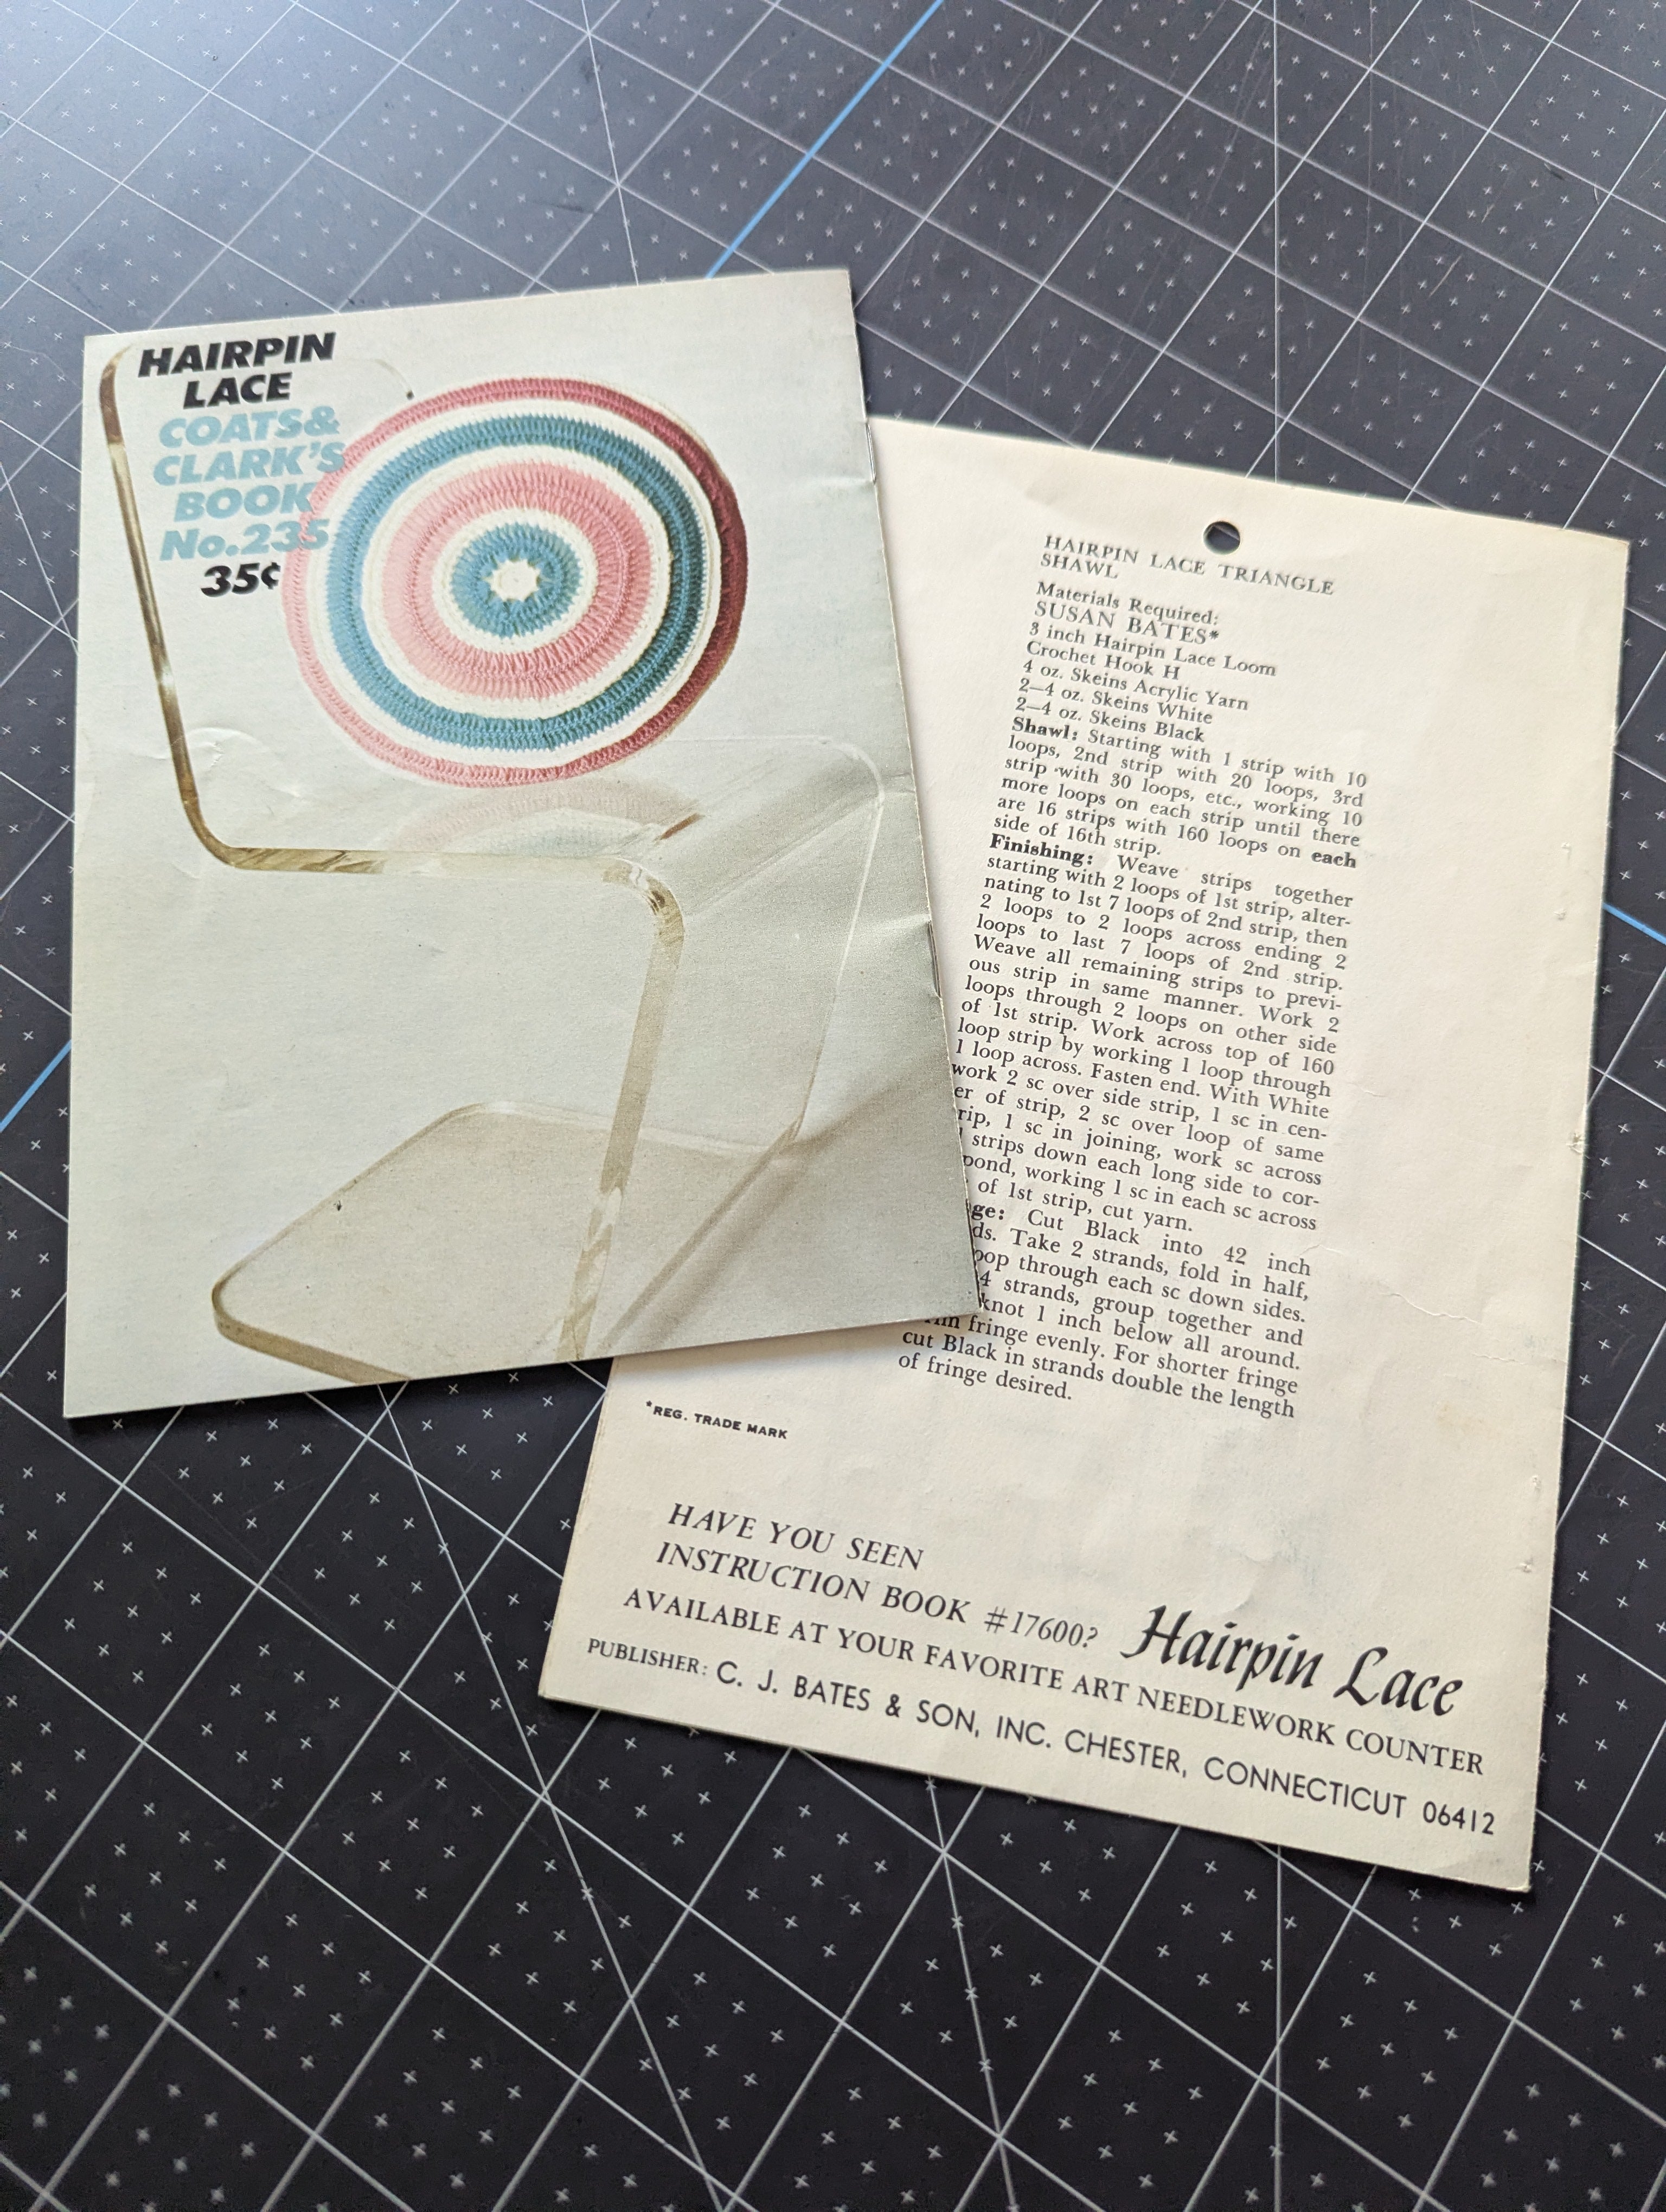 HAIRPIN
LACE
COATS&
CLARK'S
BOOK
No.235
35¢
HAIRPIN LACE TRIANGLE
SHAWL
Materials Required:
SUSAN BATES*
3 inch Hairpin Lace Loom
Crochet Hook H
4 oz. Skeins Acrylic Yarn
2—4 oz. Skeins White
2—4 oz. Skeins Black
Shawl: Starting with 1 strip with 10
loops, 2nd strip with 20 loops, 3rd
strip with 30 loops, etc., working 10
more loops on each strip until there
are 16 strips with 160 loops on each
side of 16th strip.
Finishing: Weave strips together
starting with 2 loops of 1st strip, alter-
nating to 1st 7 loops of 2nd strip, then
2 loops to 2 loops across ending 2
loops to last 7 loops of 2nd strip.
Weave all remaining strips to previ-
ous strip in same manner. Work 2
loops through 2 loops on other side
of 1st strip. Work across top of 160
loop strip by working 1 loop through
1 loop across. Fasten end. With White
work 2 sc over side strip, 1 sc in cen-
er of strip, 2 sc over loop of same
rip, 1 sc in joining, work sc across
strips down each long side to cor-
pond, working 1 sc in each sc across
of 1st strip, cut yarn.
ge: Cut Black into 42 inch
ds. Take 2 strands, fold in half,
oop through each sc down sides.
4 strands, group together and
knot 1 inch below all around.
fringe evenly. For shorter fringe
cut Black in strands double the length
of fringe desired.
*REG. TRADE MARK
HAVE YOU SEEN
INSTRUCTION BOOK #17600? Hairpin Lace
AVAILABLE AT YOUR FAVORITE ART NEEDLEWORK COUNTER
PUBLISHER: C. J. BATES & SON, INC. CHESTER, CONNECTICUT 06412